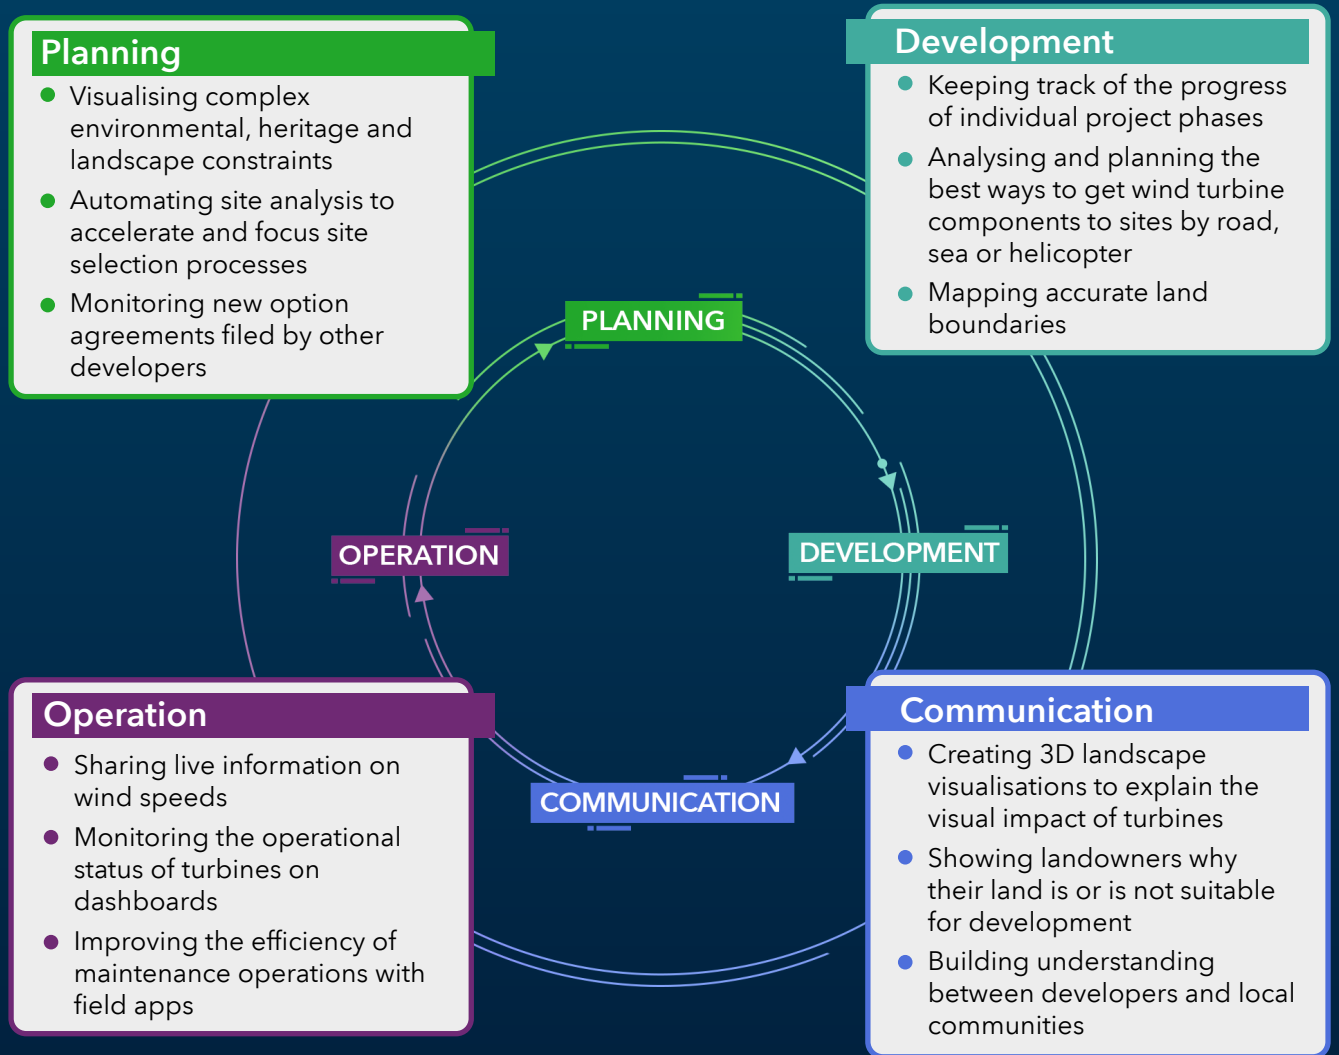 Planning
Visualising complex
environmental, heritage and
landscape constraints
Automating site analysis to
accelerate and focus site
selection processes
Monitoring new option
agreements filed by other
developers
Development
Keeping track of the progress
of individual project phases
Analysing and planning the
best ways to get wind turbine
components to sites by road,
sea or helicopter
Mapping accurate land
boundaries
PLANNING
OPERATION
DEVELOPMENT
COMMUNICATION
Operation
Sharing live information on
wind speeds
Monitoring the operational
status of turbines on
dashboards
Improving the efficiency of
maintenance operations with
field apps
Communication
Creating 3D landscape
visualisations to explain the
visual impact of turbines
Showing landowners why
their land is or is not suitable
for development
Building understanding
between developers and local
communities